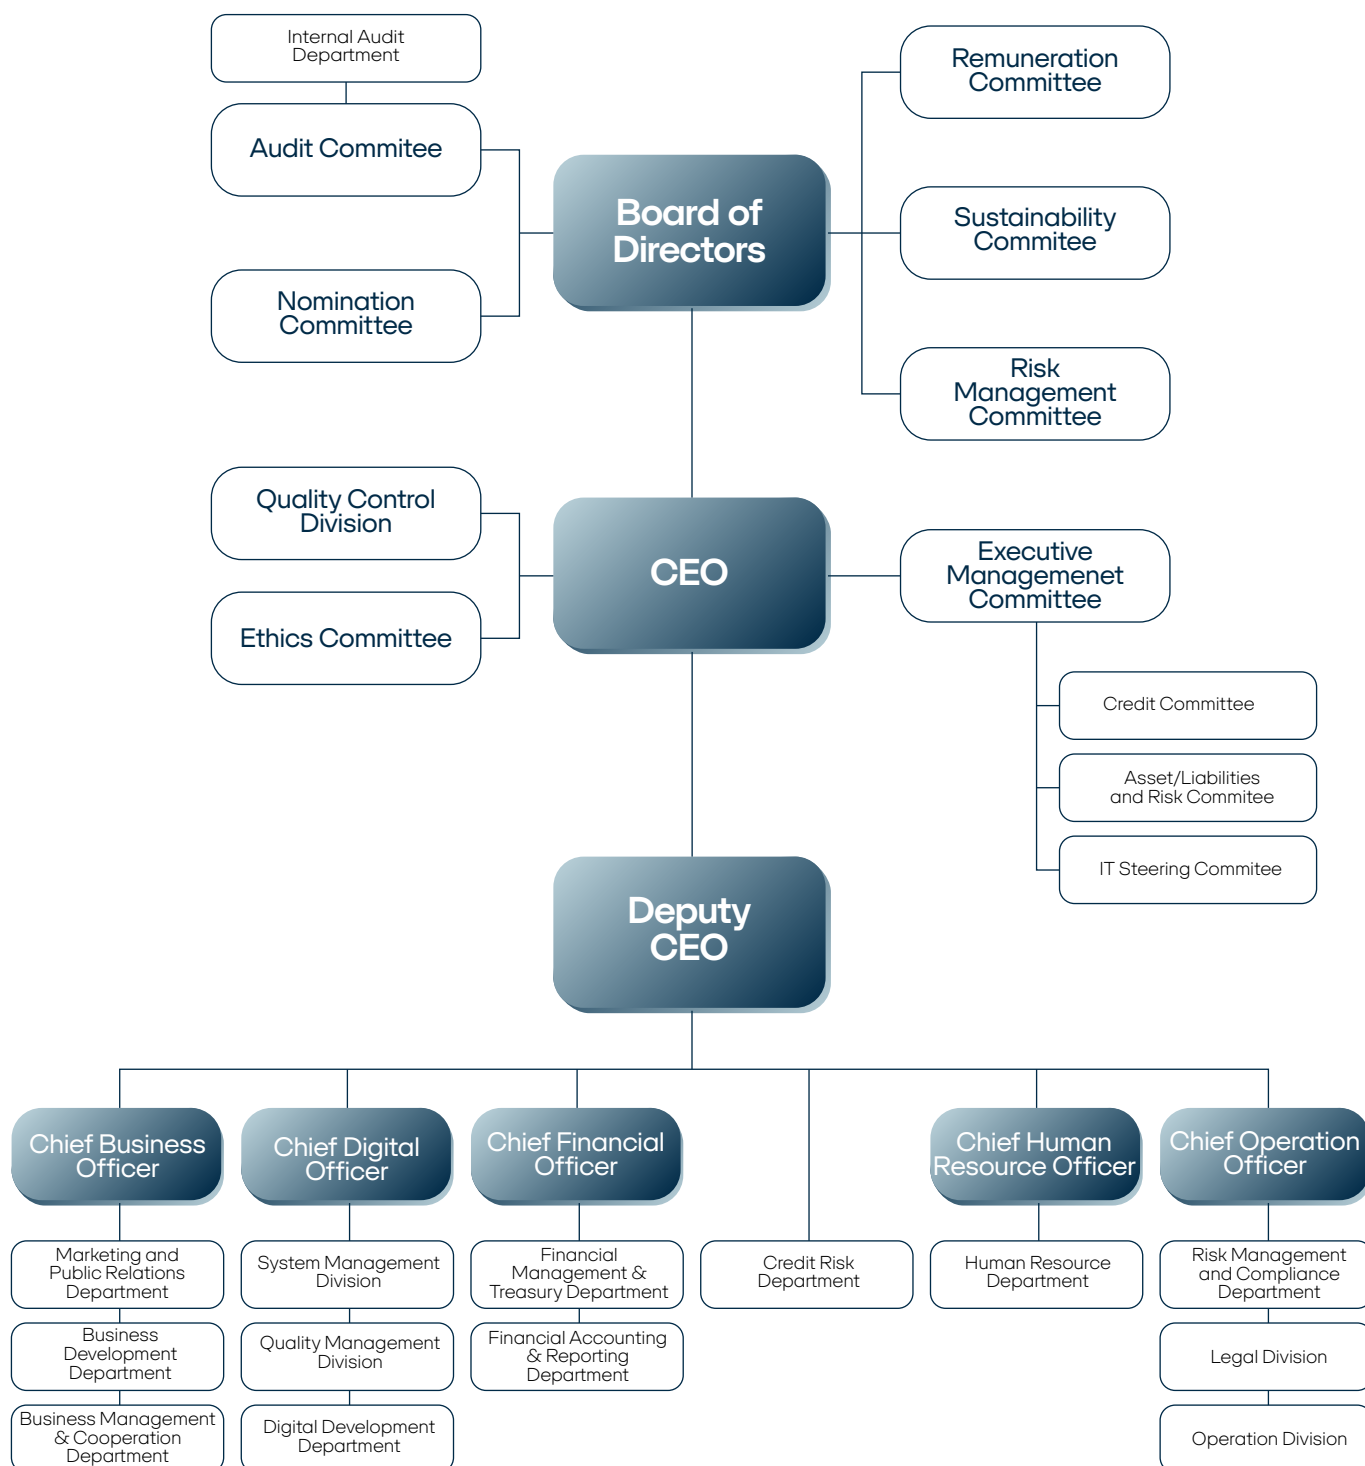 Internal Audit
Department
Audit Commitee
Nomination
Committee
Board of
Directors
Remuneration
Committee
Sustainability
Commitee
Risk
Management
Committee
Quality Control
Division
Ethics Committee
CEO
Executive
Managemenet
Committee
Credit Committee
Asset/Liabilities
and Risk Commitee
IT Steering Commitee
Deputy
CEO
Chief Business
Officer
Marketing and
Public Relations
Department
Business
Development
Department
Business Management
& Cooperation
Department
Chief Digital
Officer
System Management
Division
Quality Management
Division
Digital Development
Department
Chief Financial
Officer
Financial
Management &
Treasury Department
Financial Accounting
& Reporting
Department
Credit Risk
Department
Chief Human
Resource Officer
Human Resource
Department
Chief Operation
Officer
Risk Management
and Compliance
Department
Legal Division
Operation Division